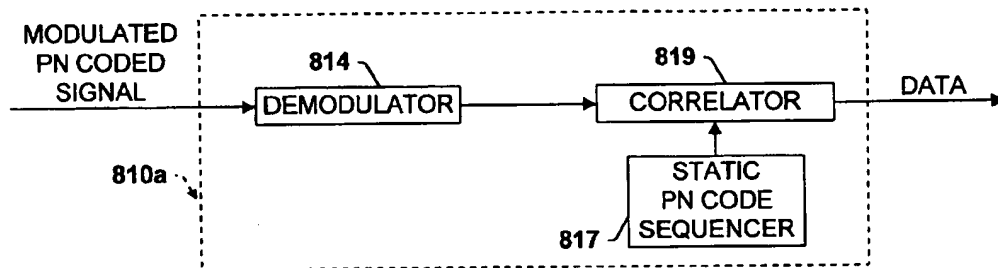 MODULATED
PN CODED
SIGNAL
814
DEMODULATOR
819
CORRELATOR
DATA
810a
STATIC
PN CODE
SEQUENCER
817